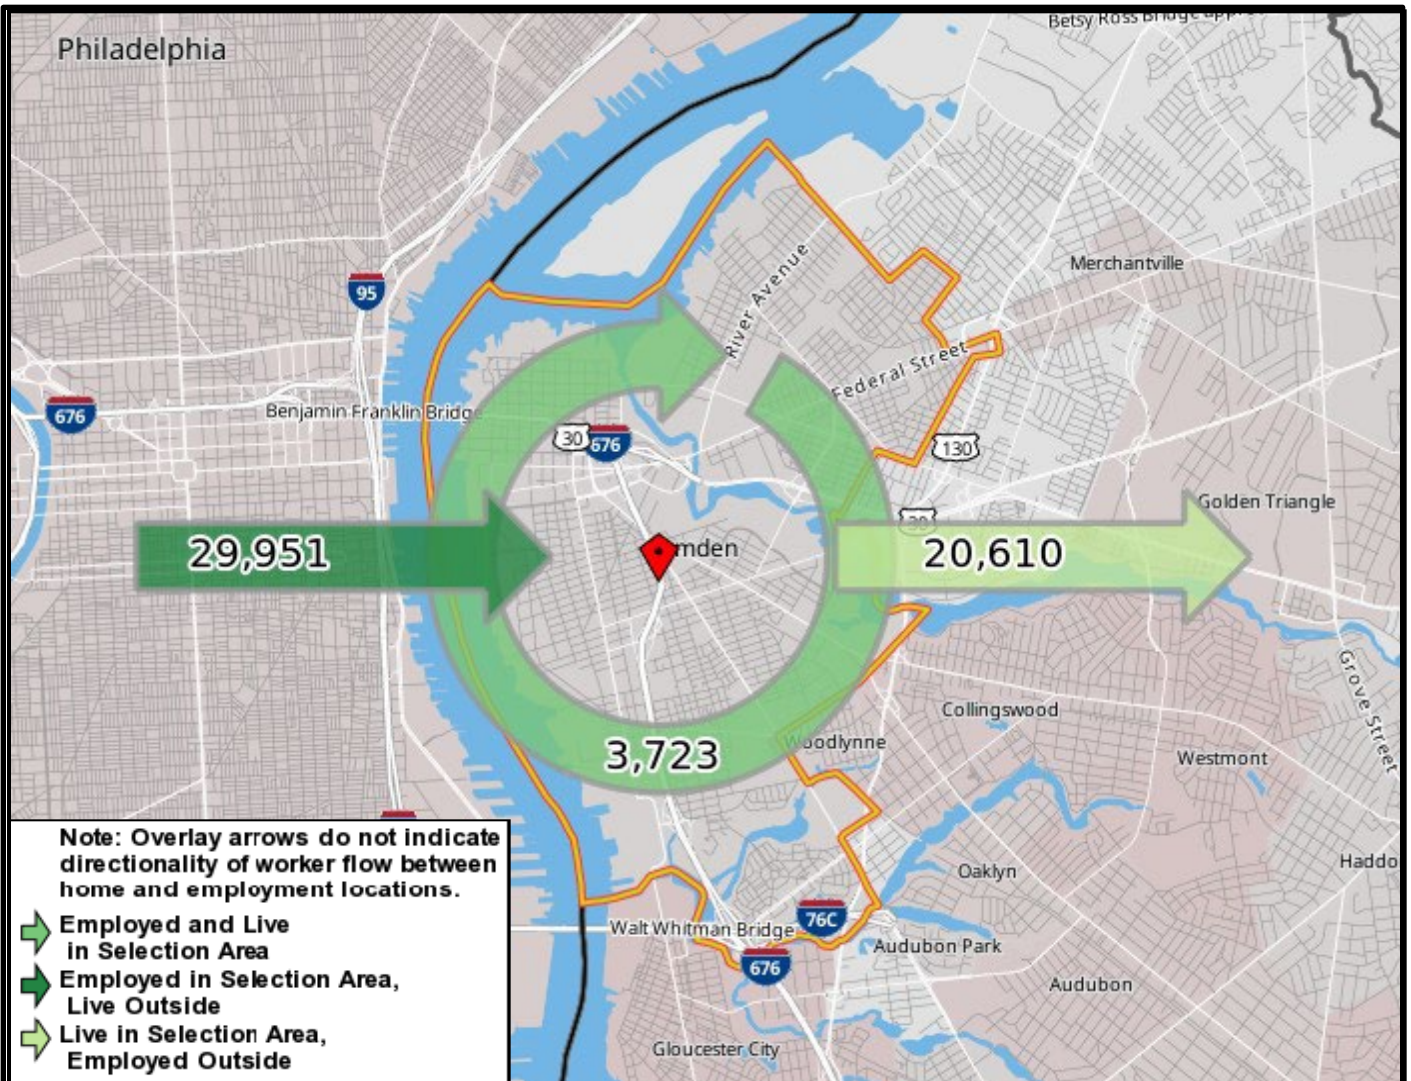 Betsy Ross Bridge
Philadelphia
Merchantville
River Avenue
95
Federal Street
676
Benjamin Franklin Bridge
30
676
130
Golden Triangle
29,951
mden
20,610
Grove Street
Collingswood
3,723
Woodlynne
Westmont
Note: Overlay arrows do not indicate
directionality of worker flow between
home and employment locations.
Employed and Live
in Selection Area
Employed in Selection Area,
Live Outside
Live in Selection Area,
Employed Outside
Haddo
Oaklyn
76C
Walt Whitman Bridge
Audubon Park
676
Audubon
Gloucester City